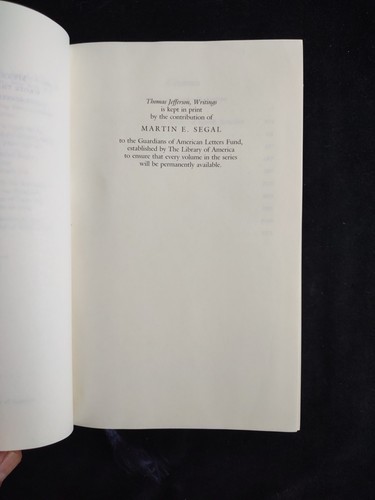 Thomas Jefferson, Writings
is kept in print
by the contribution of
MARTIN E. SEGAL
to the Guardians of American Letters Fund,
established by The Library of America
to ensure that every volume in the series
will be permanently available.